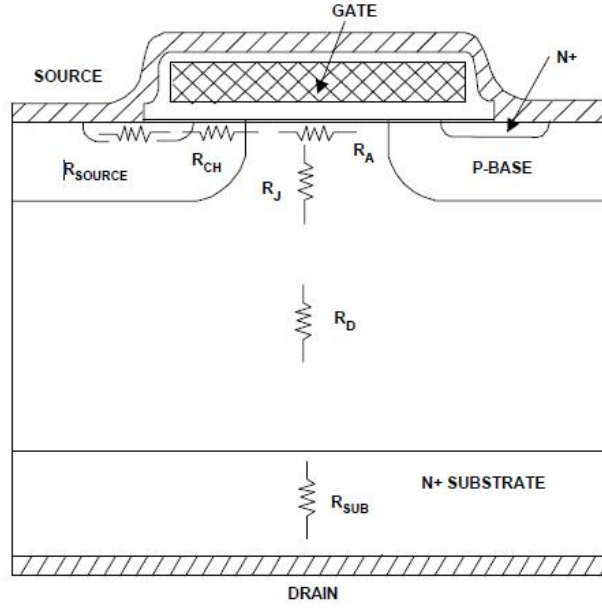 GATE
SOURCE
N+
RSOURCE
RCH
RA
P-BASE
RJ
RD
N+ SUBSTRATE
RSUB
DRAIN